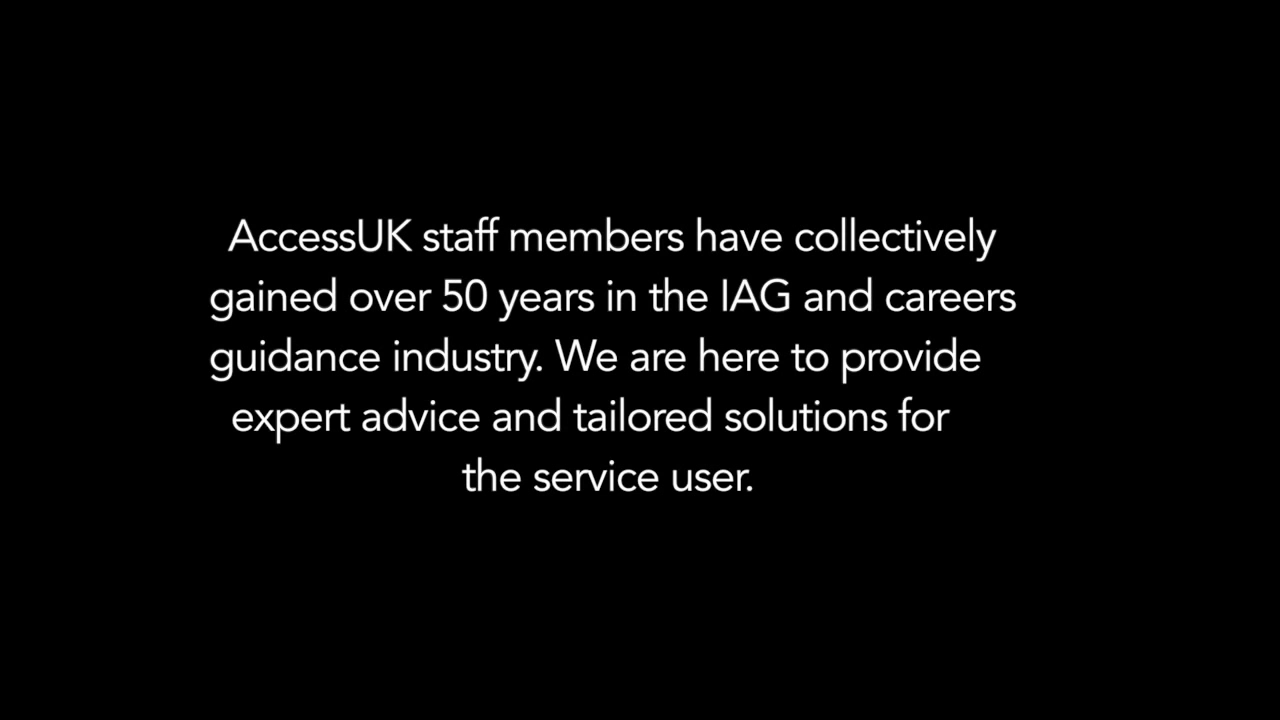 AccessUK staff members have collectively
gained over 50 years in the IAG and careers
guidance industry. We are here to provide
expert advice and tailored solutions for
the service user.